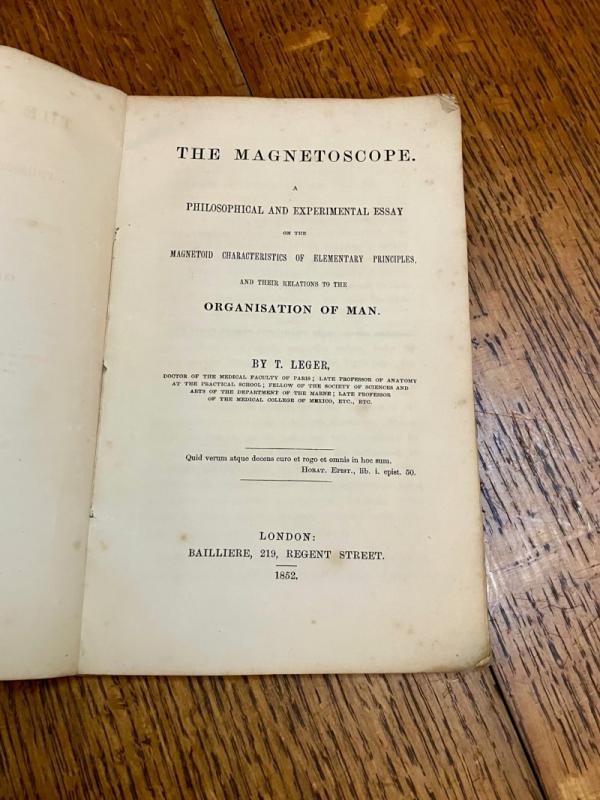 THE MAGNETOSCOPE.
A
PHILOSOPHICAL AND EXPERIMENTAL ESSAY
ON THE
MAGNETOID CHARACTERISTICS OF ELEMENTARY PRINCIPLES,
AND THEIR RELATIONS TO THE
ORGANISATION OF MAN.
BY T. LEGER,
DOCTOR OF THE MEDICAL FACULTY OF PARIS; LATE PROFESSOR OF ANATOMY
AT THE PRACTICAL SCHOOL; FELLOW OF THE SOCIETY OF SCIENCES AND
ARTS OF THE DEPARTMENT OF THE MARNE; LATE PROFESSOR
OF THE MEDICAL COLLEGE OF MEXICO, ETC., ETC.
Quid verum atque decens curo et rogo et omnis in hoc sum.
HORAT. EPIST., lib. i. epist. 50.
LONDON:
BAILLIERE, 219, REGENT STREET.
1852.